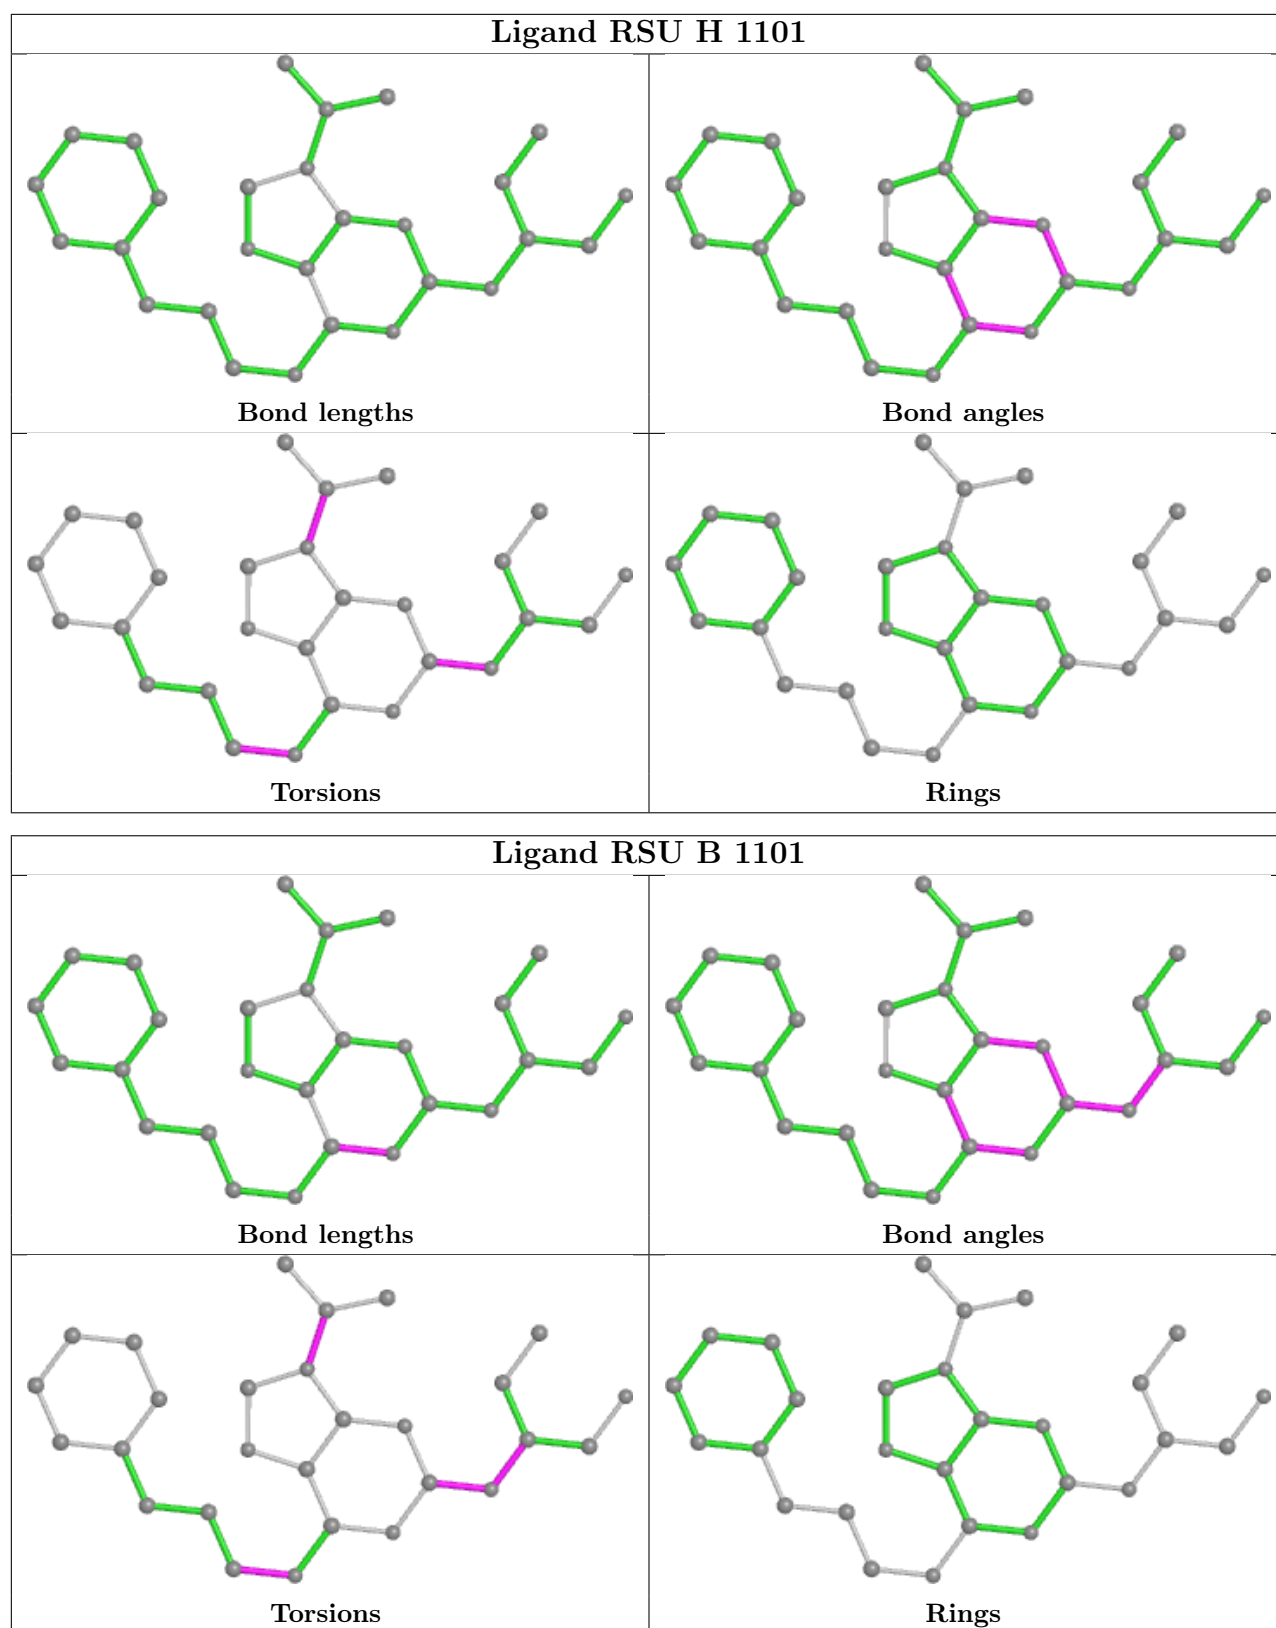 Ligand RSU H 1101
Bond lengths
Bond angles
Torsions
Rings
Ligand RSU B 1101
Bond lengths
Bond angles
Torsions
Rings